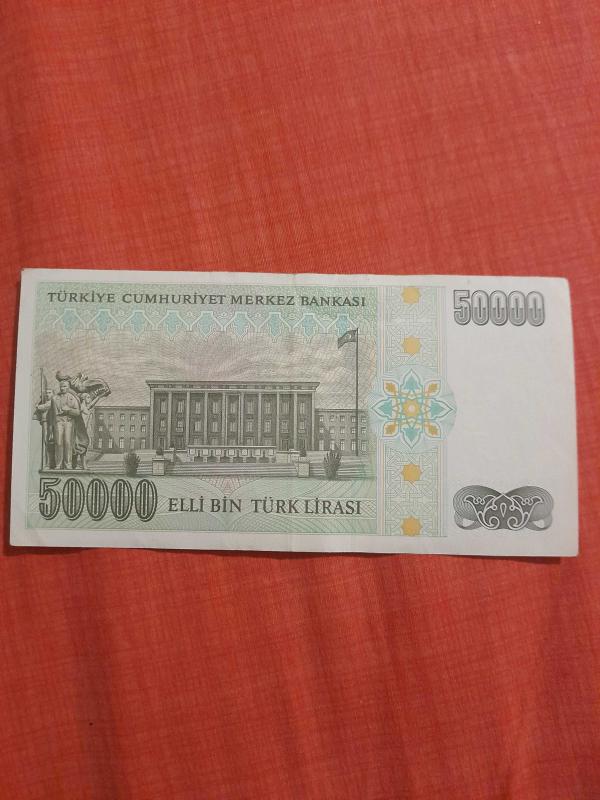 TÜRKİYE CUMHURİYET MERKEZ BANKASI
50000
50000
ELLİ BİN TÜRK LİRASI